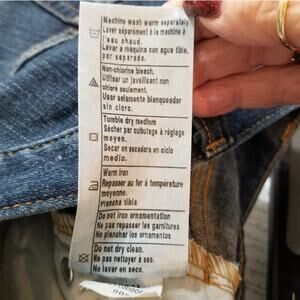 Machine wash warm separately
Laver séparément à la machine à
l'eau chaud.
Lavar a máquina con agua tibia,
por separado.
Non-chlorine bleach.
Utiliser un javellisant non
chloré seulement.
Usar solamente blanqueador
sin cloro.
Tumble dry medium
Sécher par culbutage à réglage
moyen.
Secar en secadora en ciclo
medio.
Warm iron
Repasser au fer à température
moyenne.
Plancha tibia
Do not iron ornamentation
Ne pas repasser les garnitures
No planchar los ornamentos
Do not dry clean.
Ne pas nettoyer à sec.
No lavar en seco.